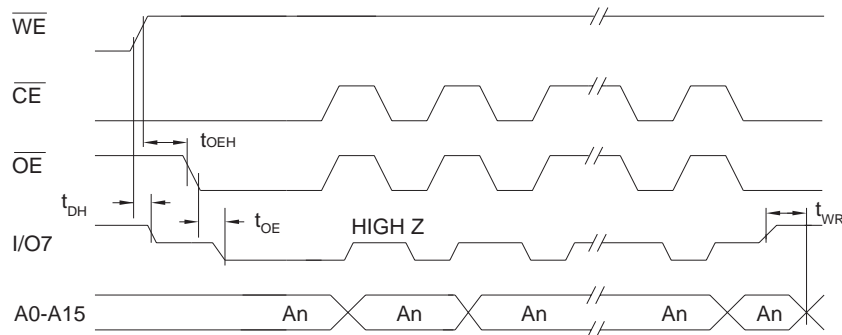 WE
CE
tOEH
OE
tDH
tOE
HIGH Z
tWR
I/O7
A0-A15
An An An An An